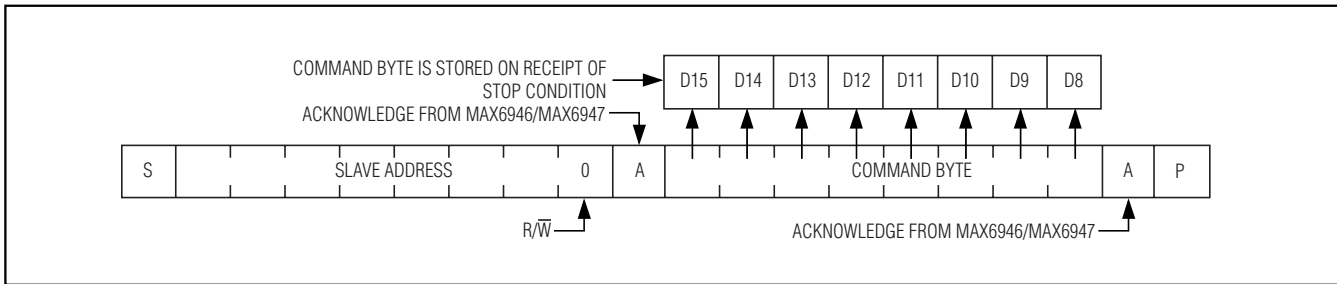 COMMAND BYTE IS STORED ON RECEIPT OF
STOP CONDITION
D15 D14 D13 D12 D11 D10 D9 D8
ACKNOWLEDGE FROM MAX6946/MAX6947
S SLAVE ADDRESS 0 A COMMAND BYTE A P
R/W̅
ACKNOWLEDGE FROM MAX6946/MAX6947